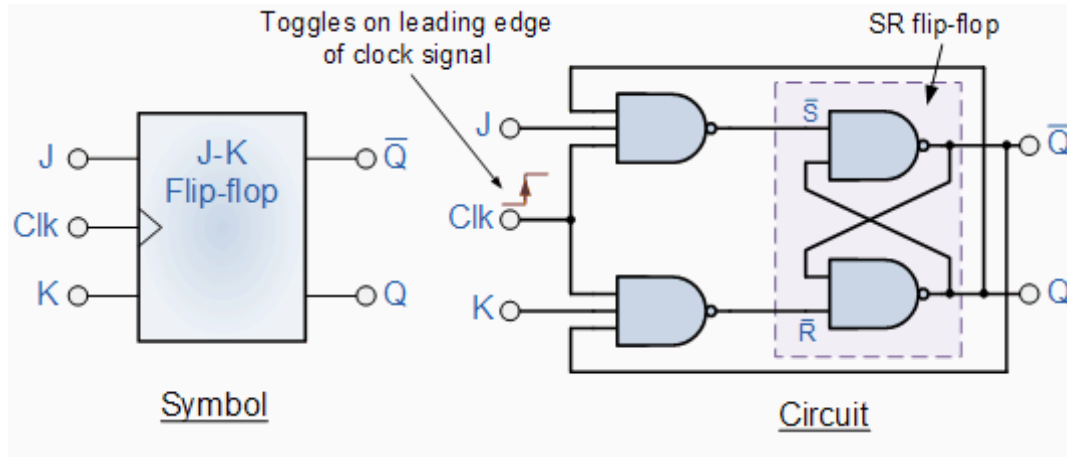 Toggles on leading edge
of clock signal
SR flip-flop
J
Clk
K
J-K
Flip-flop
Q̅
Q
J
Clk
K
S̅
R̅
Q̅
Q
Symbol
Circuit